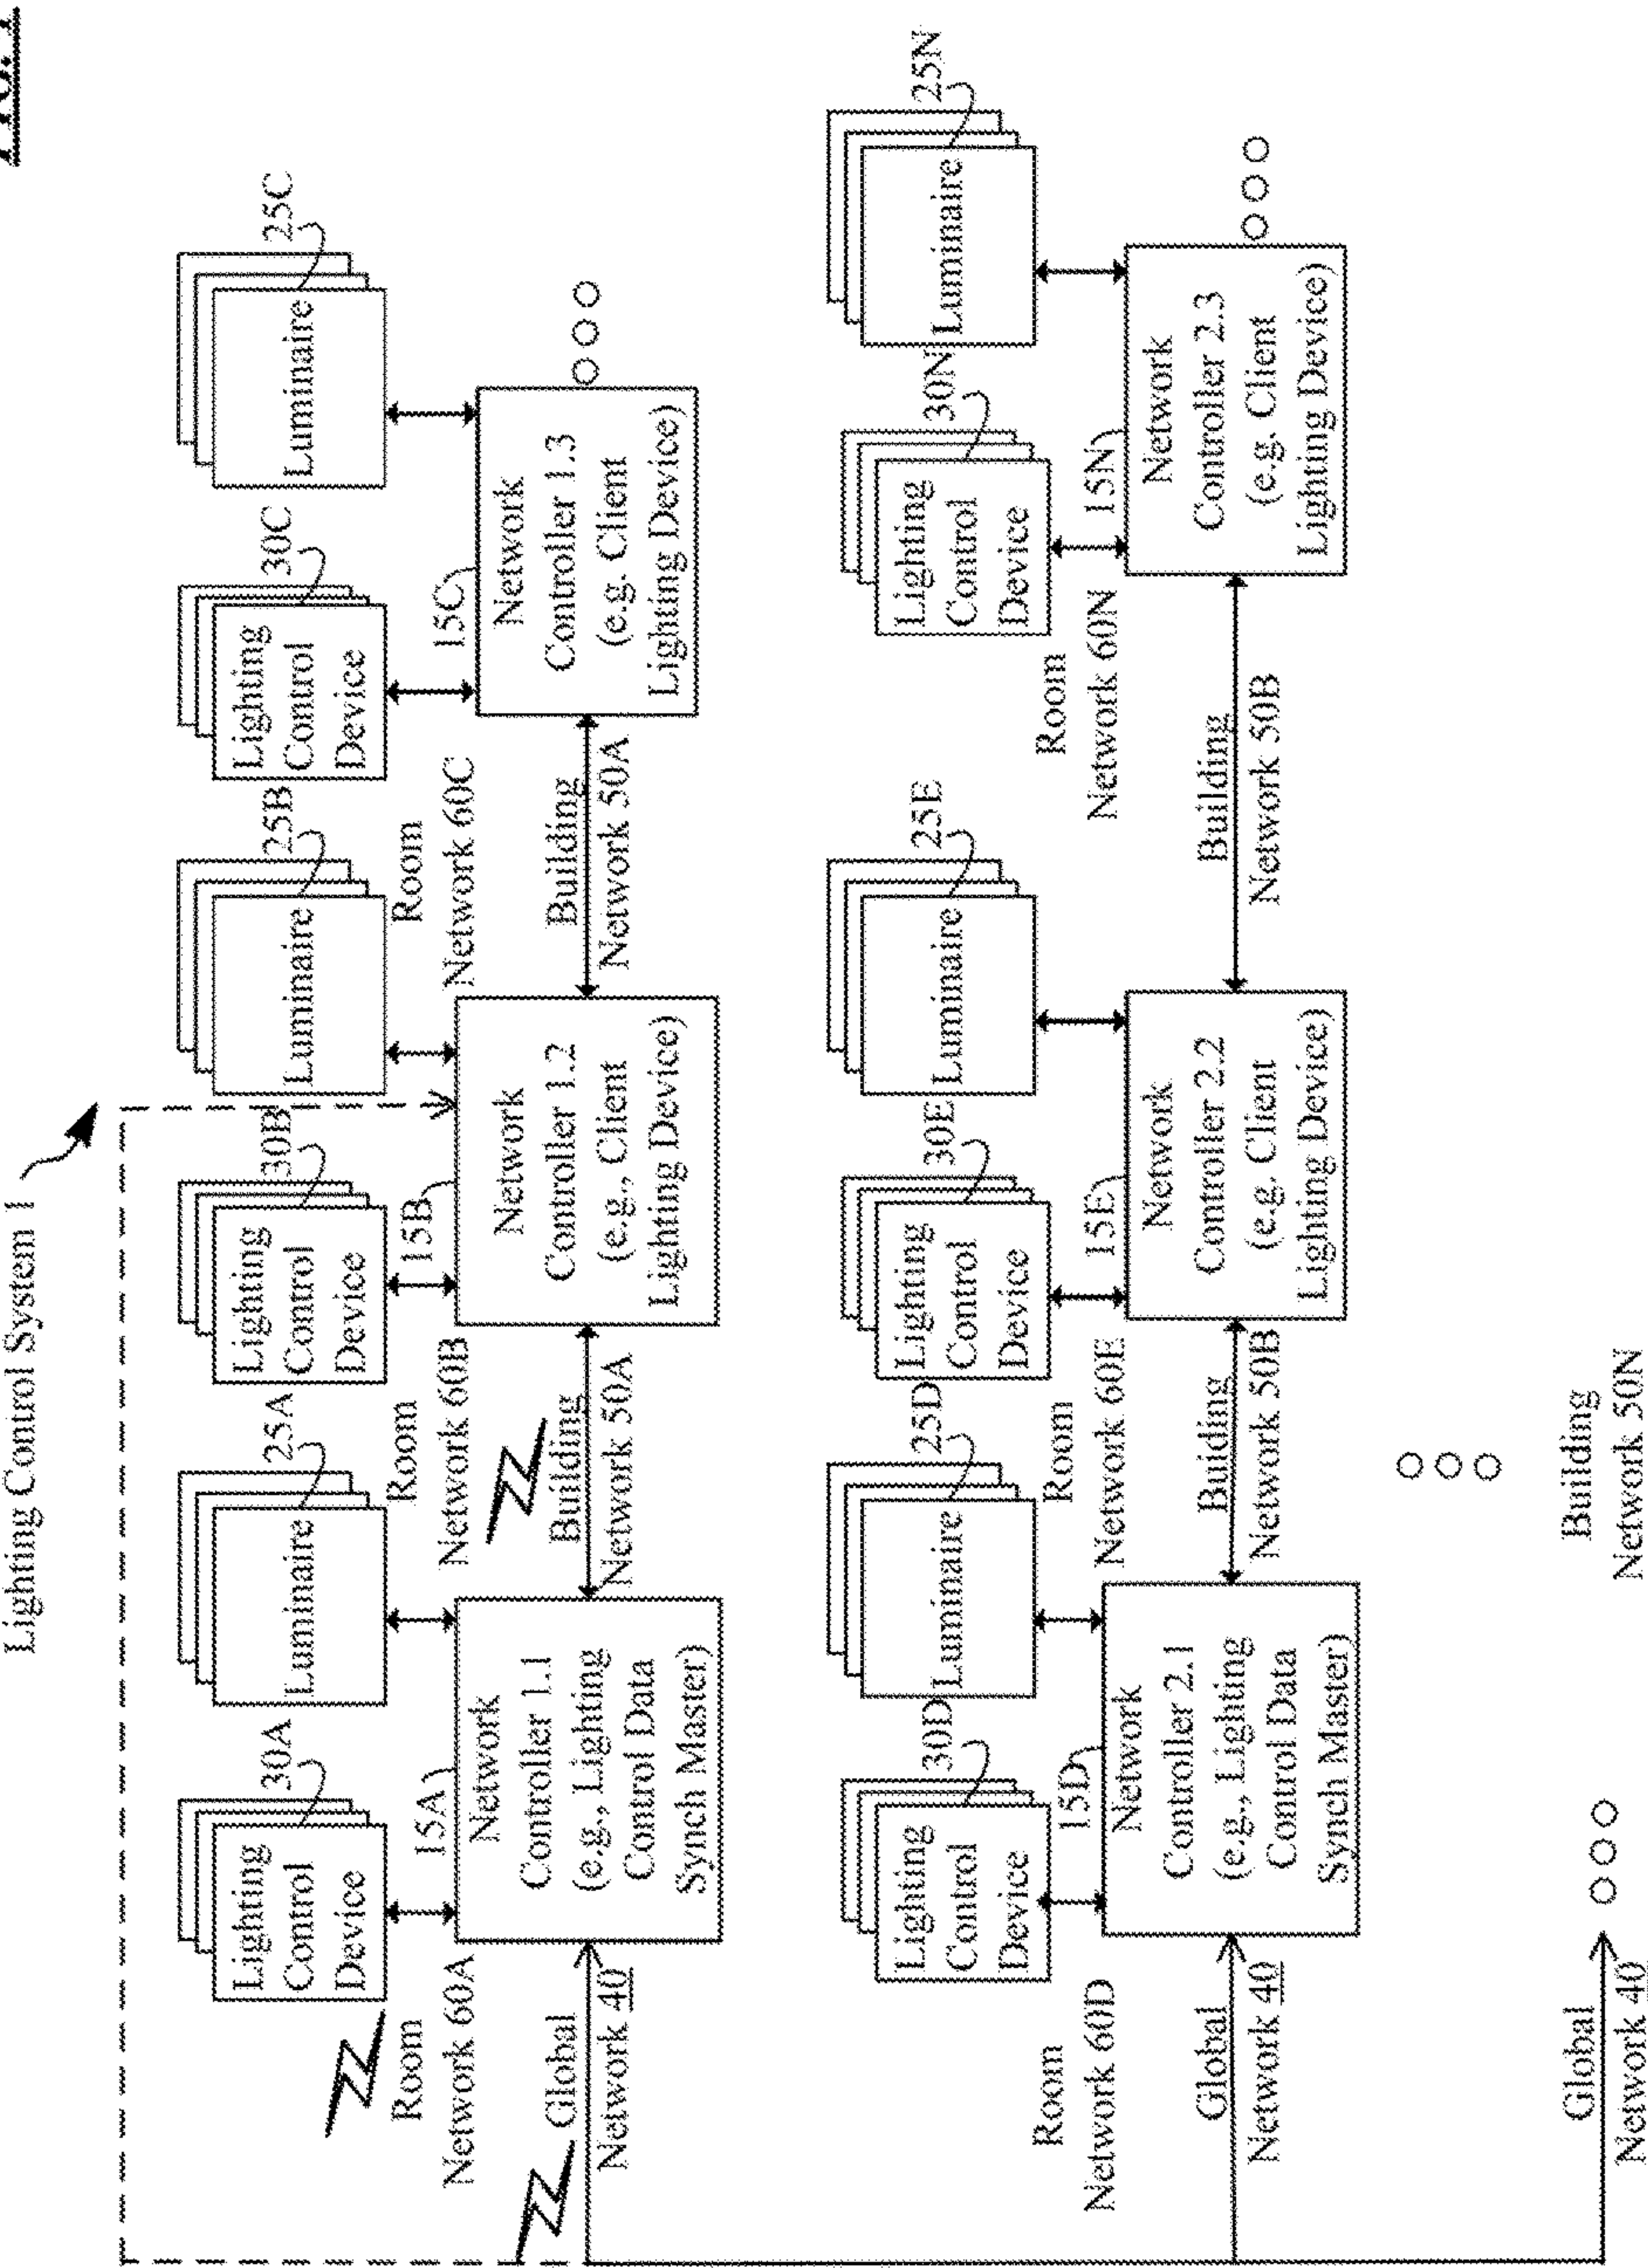 FIG. 1
Lighting Control System 1
30A
Lighting
Control
Device
25A
Luminaire
30B
Lighting
Control
Device
25B
Luminaire
30C
Lighting
Control
Device
25C
Luminaire
Room
Network 60A
15A
Room
Network 60B
15B
Room
Network 60C
15C
Global
Network 40
Network
Controller 1.1
(e.g., Lighting
Control Data
Synch Master)
Building
Network 50A
Network
Controller 1.2
(e.g., Client
Lighting Device)
Building
Network 50A
Network
Controller 1.3
(e.g. Client
Lighting Device)
30D
Lighting
Control
Device
25D
Luminaire
30E
Lighting
Control
Device
25E
Luminaire
30N
Lighting
Control
Device
25N
Luminaire
Room
Network 60D
15D
Room
Network 60E
15E
Room
Network 60N
15N
Global
Network 40
Network
Controller 2.1
(e.g., Lighting
Control Data
Synch Master)
Buiding
Network 50B
Network
Controller 2.2
(e.g. Client
Lighting Device)
Building
Network 50B
Network
Controller 2.3
(e.g. Client
Lighting Device)
Global
Network 40
Building
Network 50N